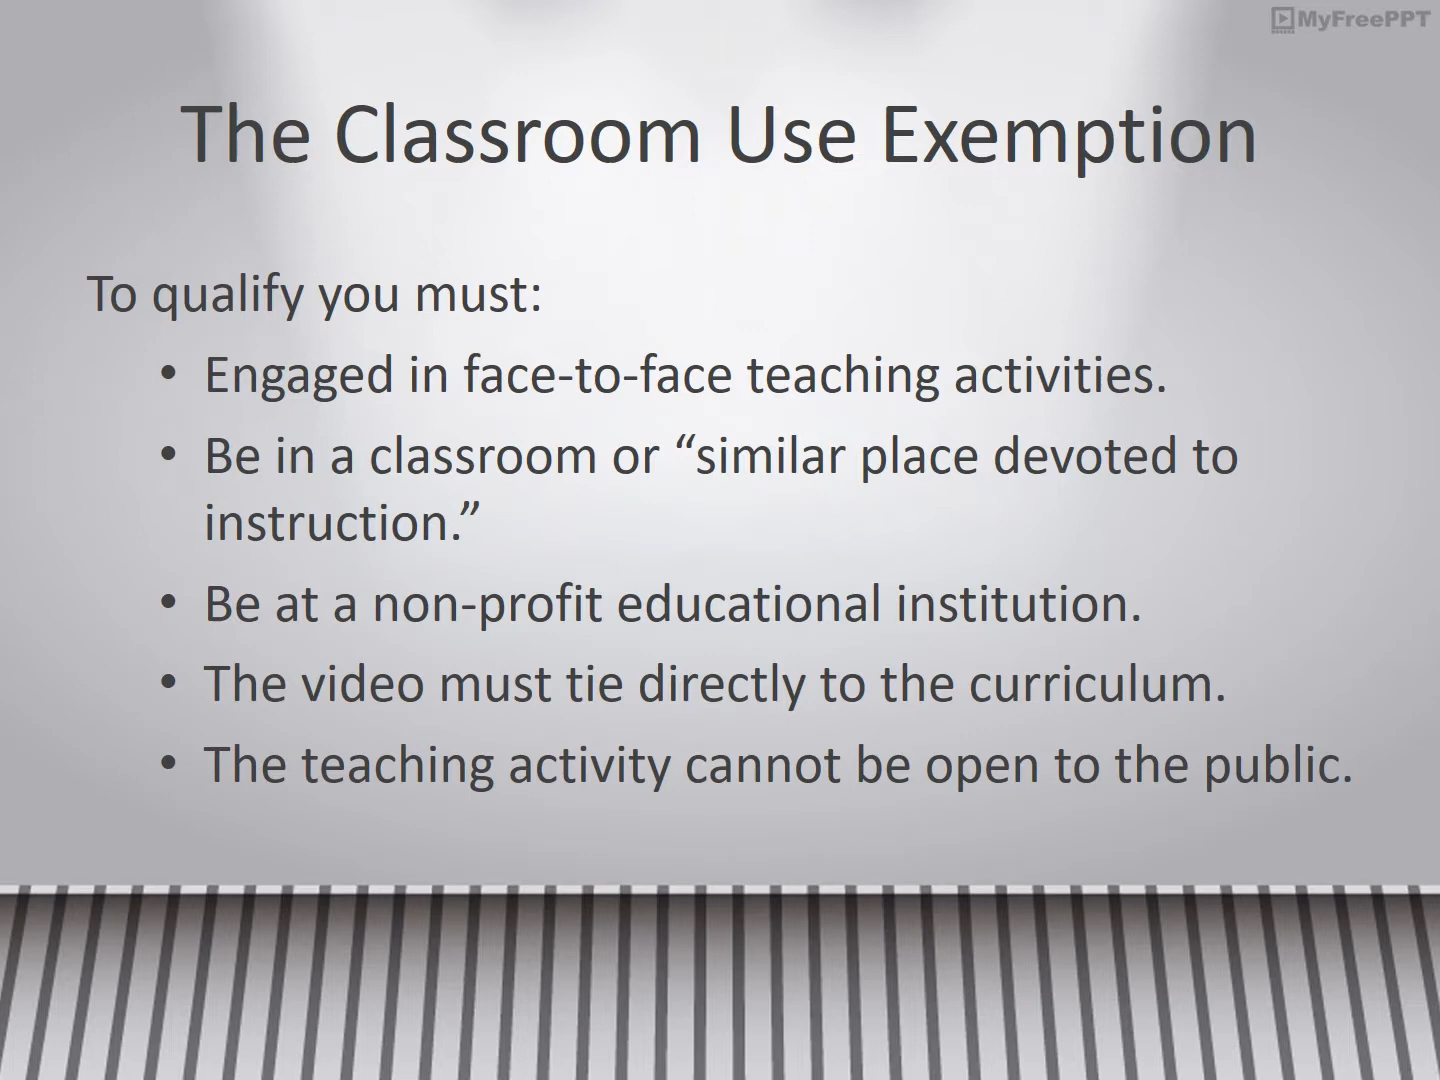 MyFreePPT
The Classroom Use Exemption
To qualify you must:
• Engaged in face-to-face teaching activities.
• Be in a classroom or “similar place devoted to
instruction.”
• Be at a non-profit educational institution.
• The video must tie directly to the curriculum.
• The teaching activity cannot be open to the public.